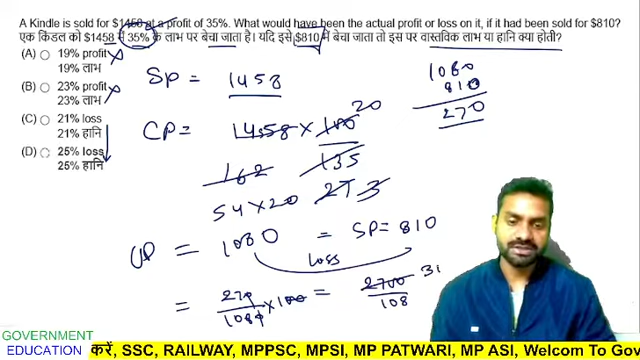 A Kindle is sold for $1458 at a profit of 35%. What would have been the actual profit or loss on it, if it had been sold for $810?
एक किंडल को $1458 में 35% के लाभ पर बेचा जाता है। यदि इसे $810 में बेचा जाता तो इस पर वास्तविक लाभ या हानि क्या होती?
(A) 19% profit
19% लाभ
(B) 23% profit
23% लाभ
(C) 21% loss
21% हानि
(D) 25% loss
25% हानि
SP = 1458
1080
810
270
CP = 1458 × 100 20
162 135
54×20 27 3
CP = 1080 = SP = 810
loss
= 270/1080 × 100 = 2700/108
GOVERNMENT
EDUCATION
करें, SSC, RAILWAY, MPPSC, MPSI, MP PATWARI, MP ASI, Welcom To Gov